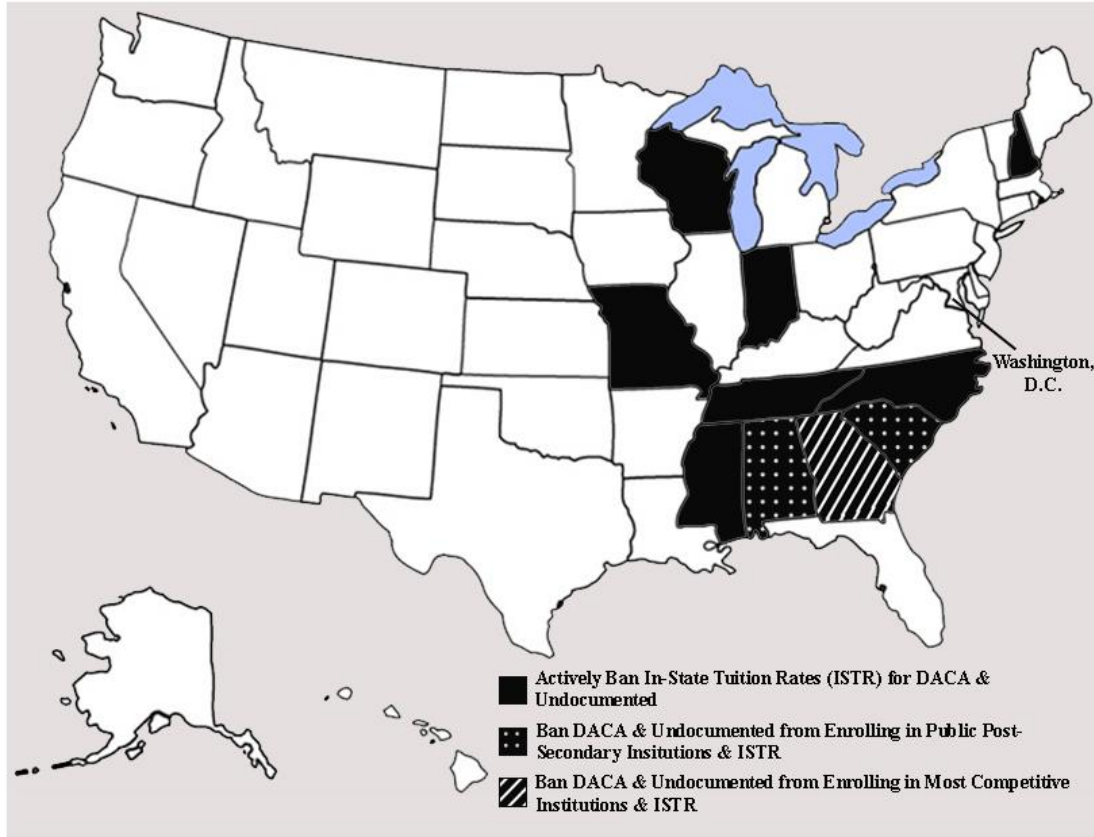 Washington,
D.C.
Actively Ban In-State Tuition Rates (ISTR) for DACA &
Undocumented
Ban DACA & Undocumented from Enrolling in Public Post-
Secondary Insitutions & ISTR
Ban DACA & Undocumented from Enrolling in Most Competitive
Institutions & ISTR